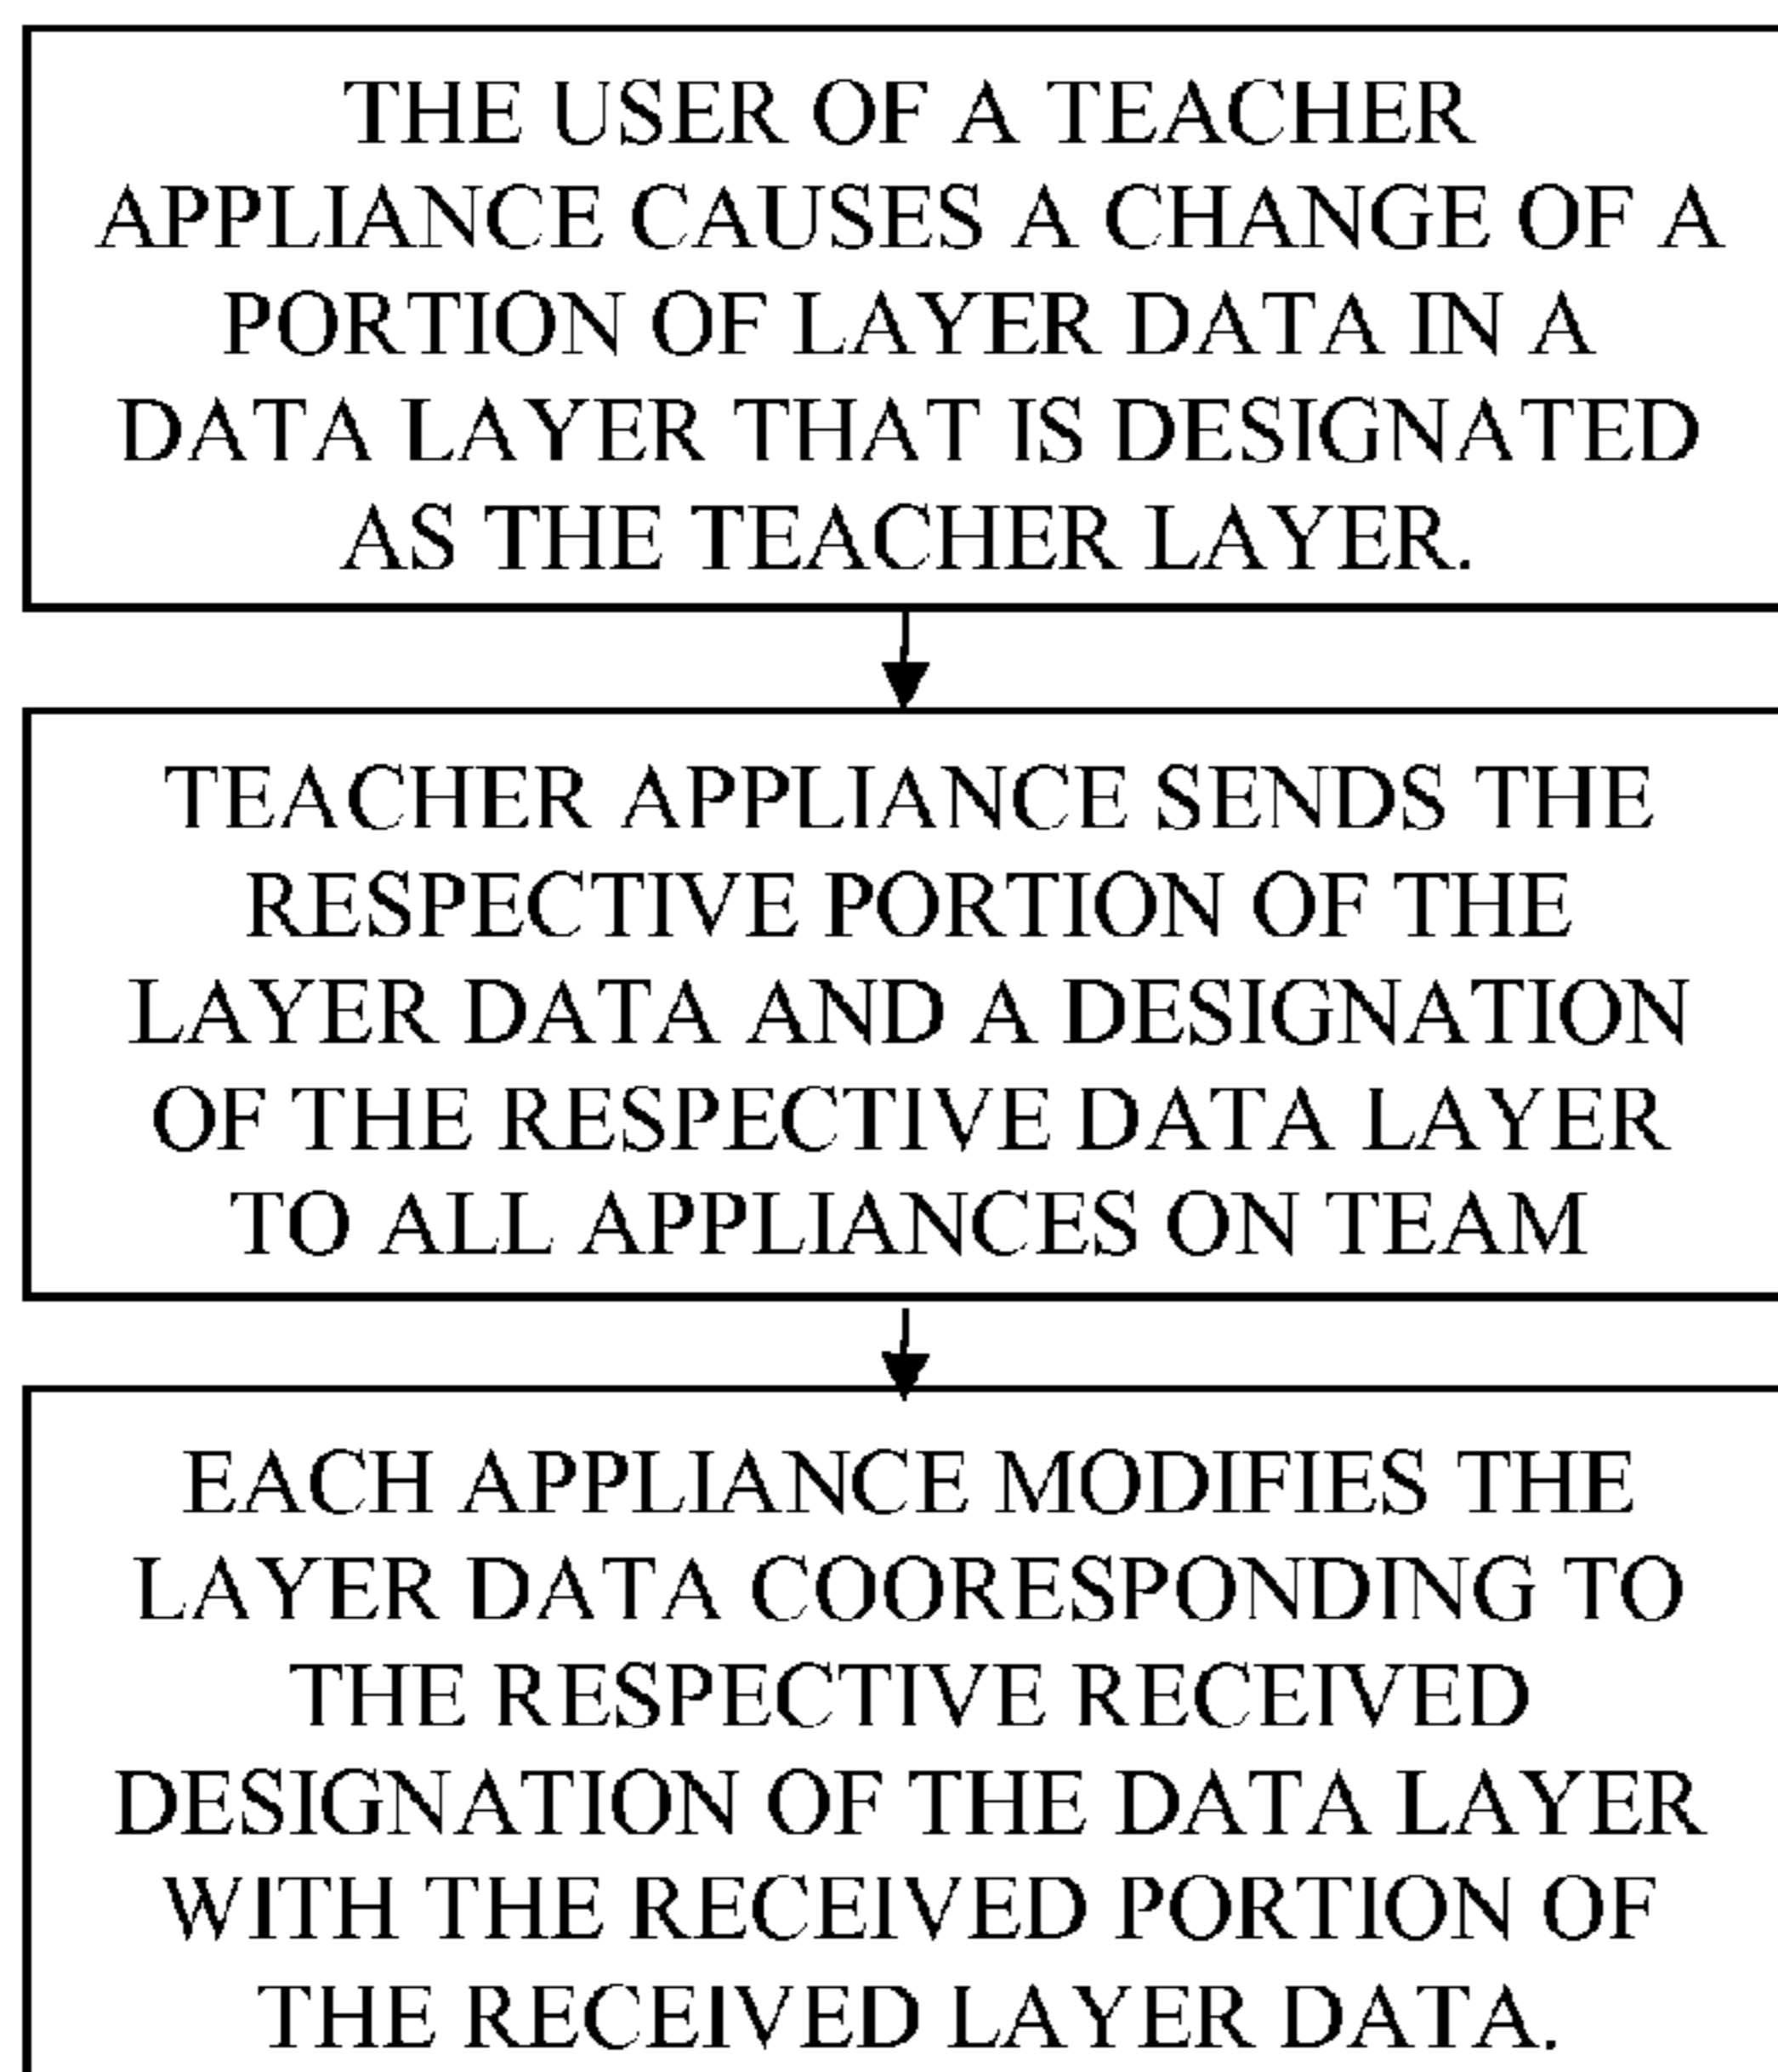 THE USER OF A TEACHER
APPLIANCE CAUSES A CHANGE OF A
PORTION OF LAYER DATA IN A
DATA LAYER THAT IS DESIGNATED
AS THE TEACHER LAYER.
TEACHER APPLIANCE SENDS THE
RESPECTIVE PORTION OF THE
LAYER DATA AND A DESIGNATION
OF THE RESPECTIVE DATA LAYER
TO ALL APPLIANCES ON TEAM
EACH APPLIANCE MODIFIES THE
LAYER DATA COORESPONDING TO
THE RESPECTIVE RECEIVED
DESIGNATION OF THE DATA LAYER
WITH THE RECEIVED PORTION OF
THE RECEIVED LAYER DATA.